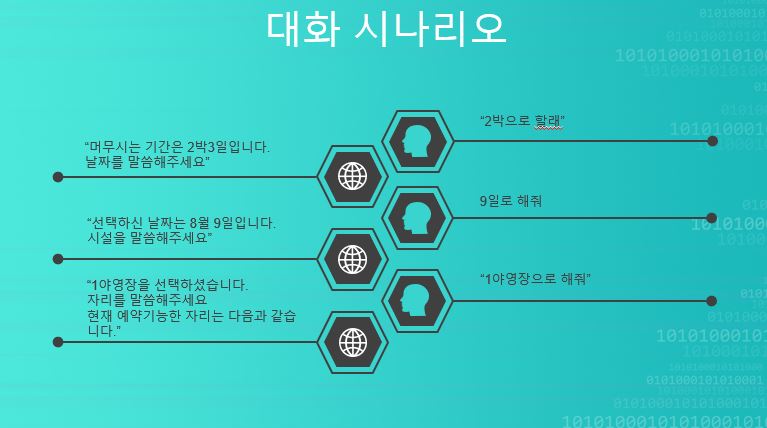 대화 시나리오
“2박으로 할래”
“머무시는 기간은 2박3일입니다.
날짜를 말씀해주세요”
9일로 해줘
“선택하신 날짜는 8월 9일입니다.
시설을 말씀해주세요”
“1야영장으로 해줘”
“1야영장을 선택하셨습니다.
자리를 말씀해주세요
현재 예약기능한 자리는 다음과 같습
니다.”